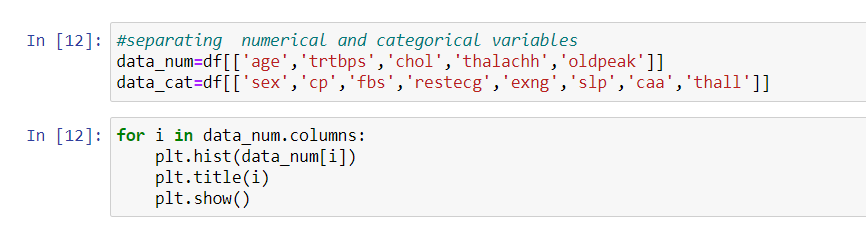 In [12]: #separating  numerical and categorical variables
data_num=df[['age','trtbps','chol','thalachh','oldpeak']]
data_cat=df[['sex','cp','fbs','restecg','exng','slp','caa','thall']]
In [12]: for i in data_num.columns:
    plt.hist(data_num[i])
    plt.title(i)
    plt.show()